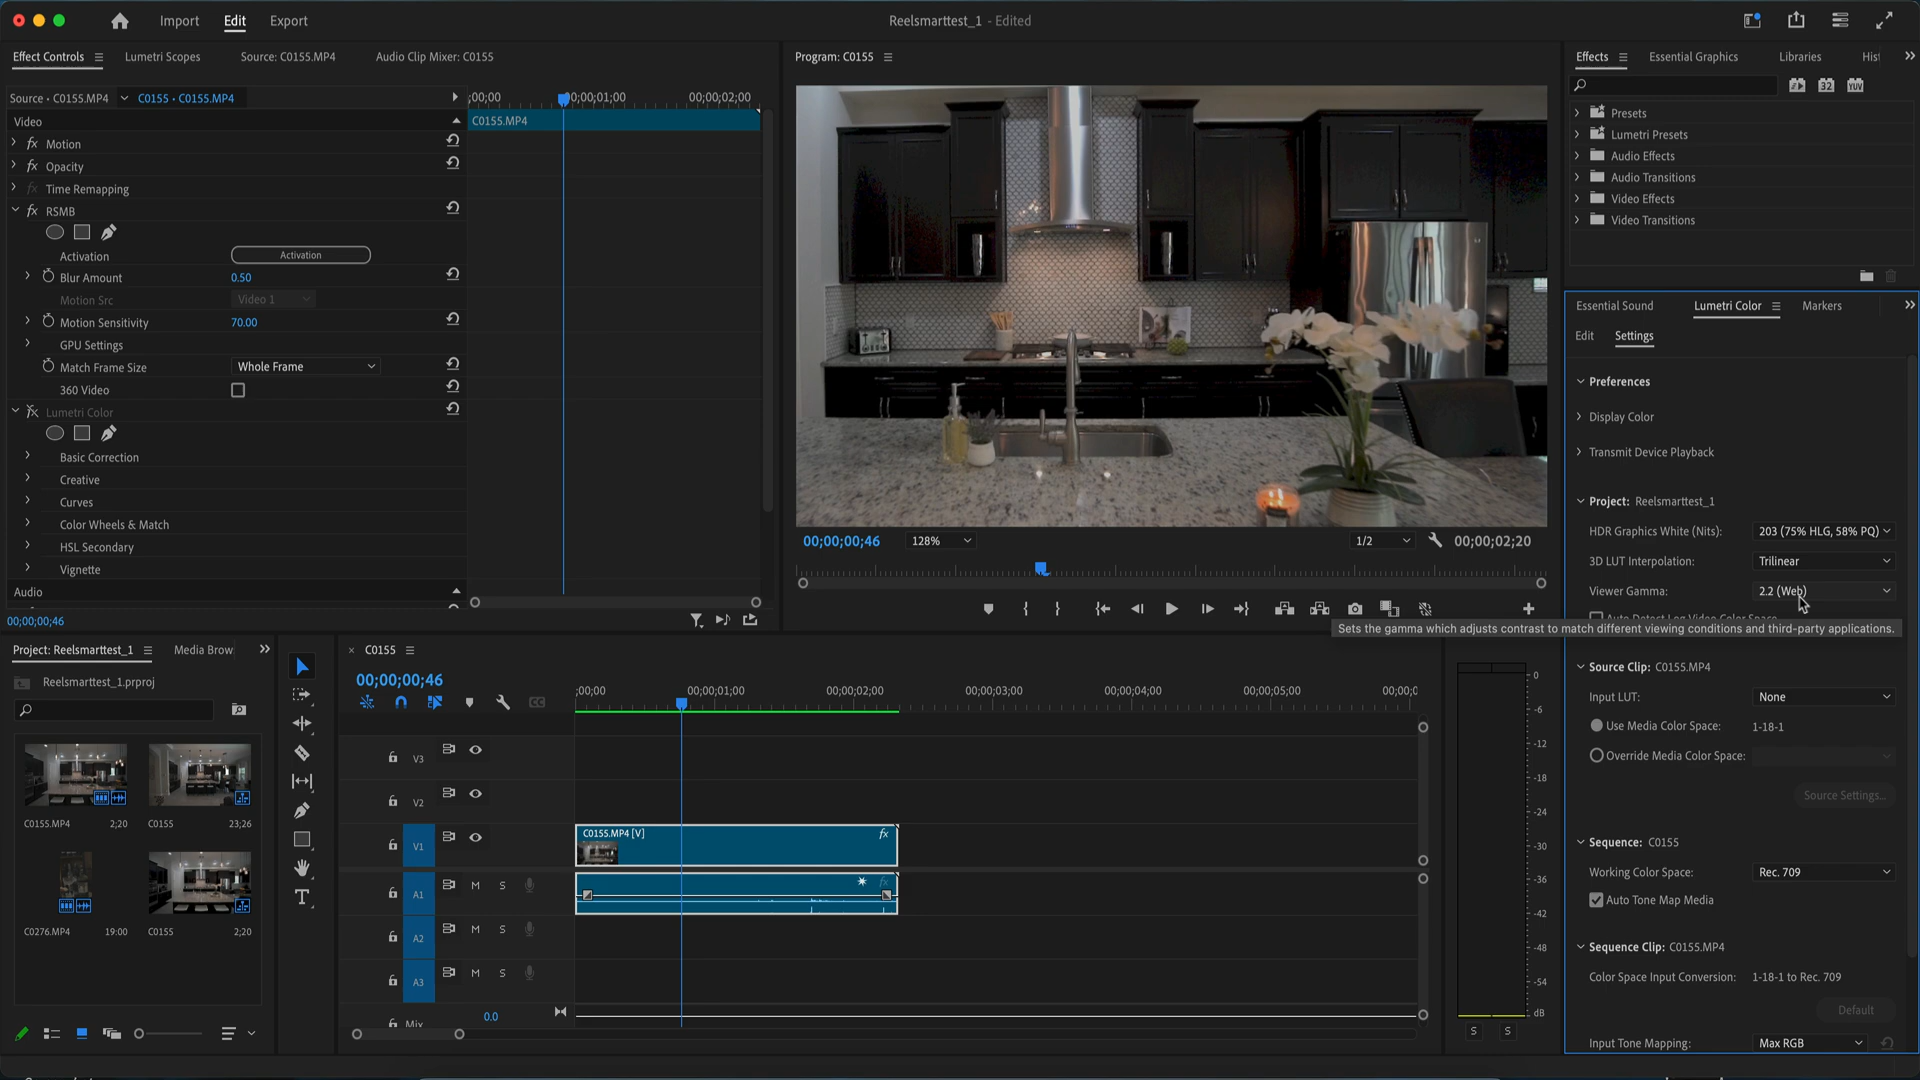 Import
Edit
Export
Reelsmarttest_1 - Edited
Effect Controls
Lumetri Scopes
Source: C0155.MP4
Audio Clip Mixer: C0155
Source • C0155.MP4
C0155 • C0155.MP4
;00;00
00;00;01;00
00;00;02;00
Video
C0155.MP4
fx Motion
fx Opacity
fx Time Remapping
fx RSMB
Activation
Activation
Blur Amount
0.50
Motion Src
Video 1
Motion Sensitivity
70.00
GPU Settings
Match Frame Size
Whole Frame
360 Video
fx Lumetri Color
Basic Correction
Creative
Curves
Color Wheels & Match
HSL Secondary
Vignette
Audio
00;00;00;46
Program: C0155
00;00;00;46
128%
1/2
00;00;02;20
Effects
Essential Graphics
Libraries
His
32
YUV
Presets
Lumetri Presets
Audio Effects
Audio Transitions
Video Effects
Video Transitions
Essential Sound
Lumetri Color
Markers
Edit
Settings
Preferences
Display Color
Transmit Device Playback
Project: Reelsmarttest_1
HDR Graphics White (Nits):
203 (75% HLG, 58% PQ)
3D LUT Interpolation:
Trilinear
Viewer Gamma:
2.2 (Web)
Auto Detect Log Video Color Space
Sets the gamma which adjusts contrast to match different viewing conditions and third-party applications.
Source Clip: C0155.MP4
Input LUT:
None
Use Media Color Space:
1-18-1
Override Media Color Space:
Source Settings...
Sequence: C0155
Working Color Space:
Rec. 709
Auto Tone Map Media
Sequence Clip: C0155.MP4
Color Space Input Conversion:
1-18-1 to Rec. 709
Default
Input Tone Mapping:
Max RGB
Project: Reelsmarttest_1
Media Brow
Reelsmarttest_1.prproj
C0155.MP4
2;20
C0155
23;26
C0276.MP4
19:00
C0155
2;20
C0155
00;00;00;46
CC
;00;00
00;00;01;00
00;00;02;00
00;00;03;00
00;00;04;00
00;00;05;00
00;00;0
V3
V2
V1
C0155.MP4 [V]
fx
A1
M
S
fx
A2
M
S
A3
M
S
Mix
0.0
0
-6
-12
-18
-24
-30
-36
-42
-48
-54
dB
S
S